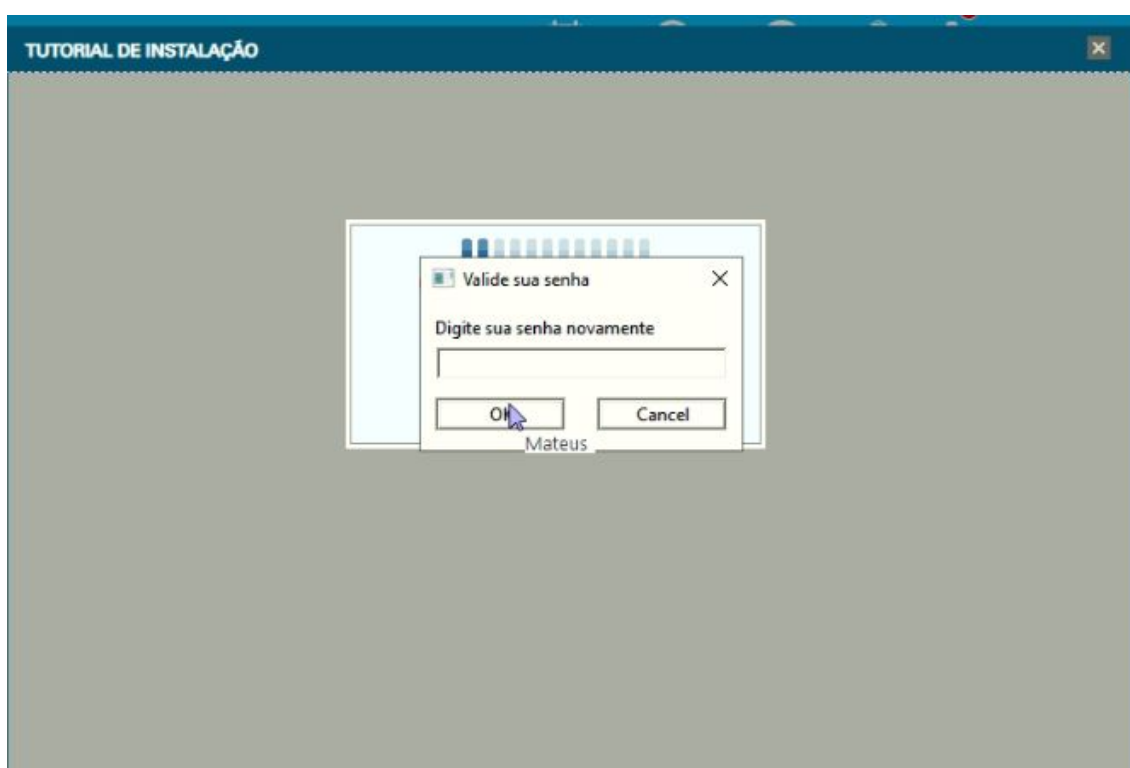 TUTORIAL DE INSTALAÇÃO
Valide sua senha
Digite sua senha novamente
OK
Cancel
Mateus